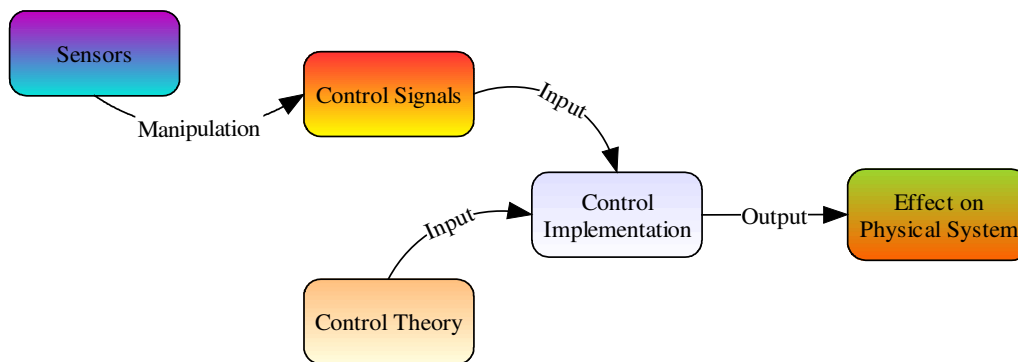 Sensors
Manipulation
Control Signals
Input
Control
Implementation
Input
Control Theory
Output
Effect on
Physical System